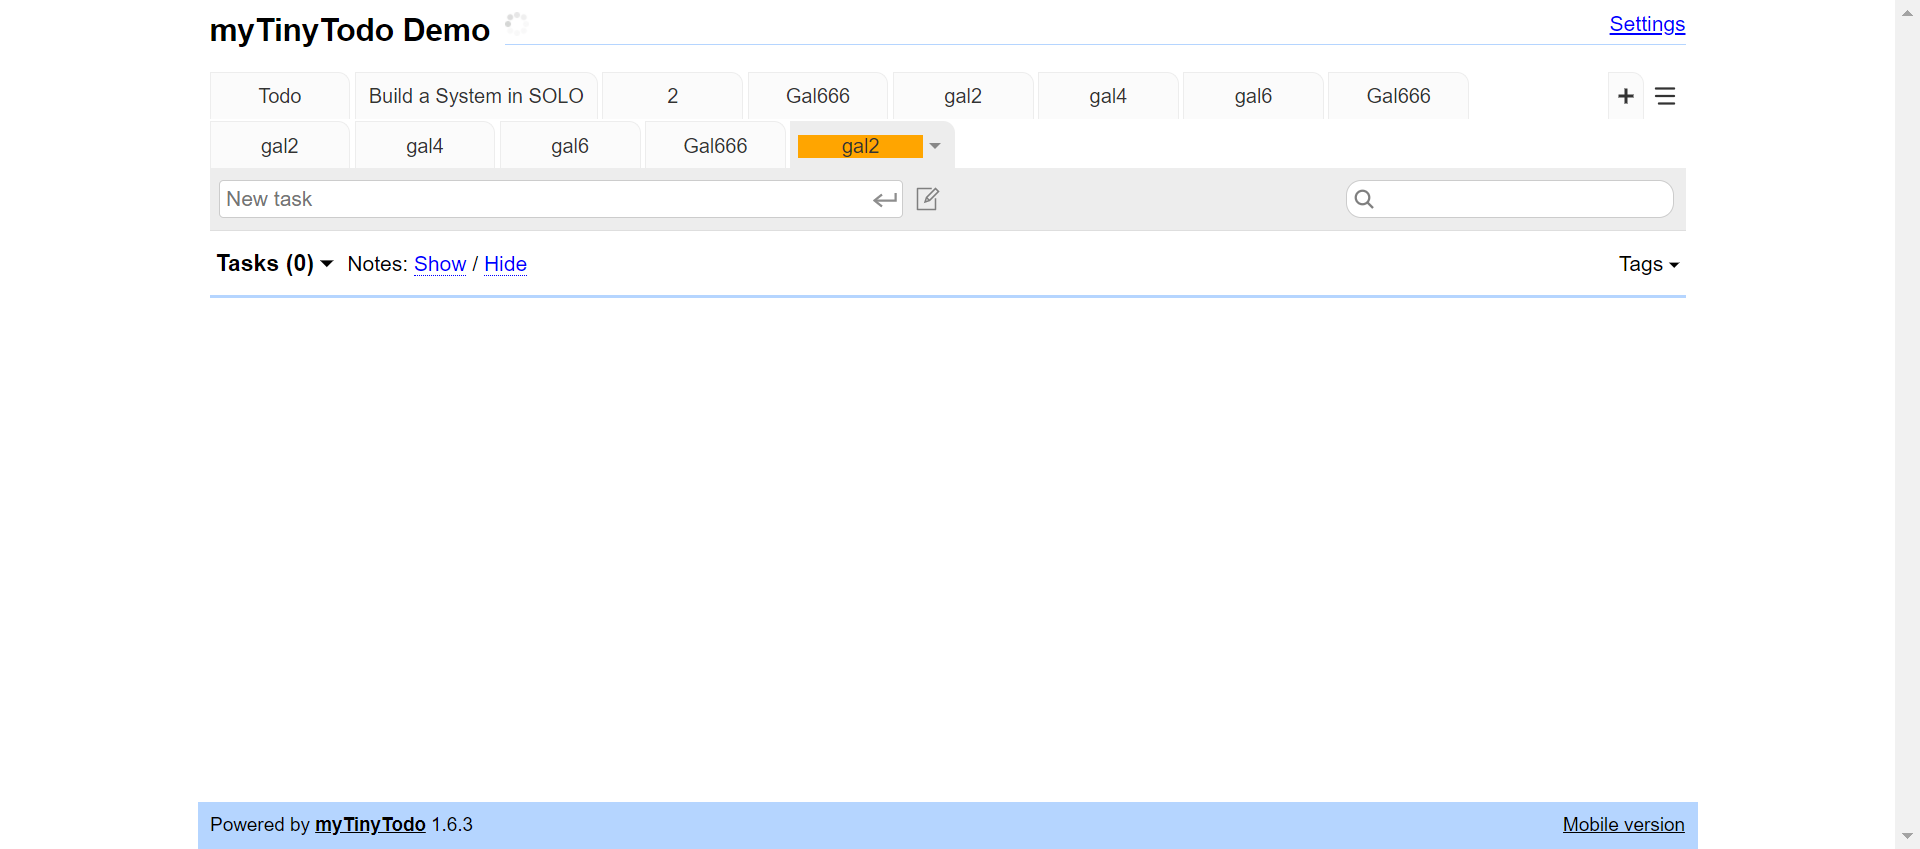 myTinyTodo Demo
Settings
Todo Build a System in SOLO 2 Gal666 gal2 gal4 gal6 Gal666
gal2 gal4 gal6 Gal666 gal2
New task
Tasks (0) Notes: Show / Hide Tags
Powered by myTinyTodo 1.6.3 Mobile version